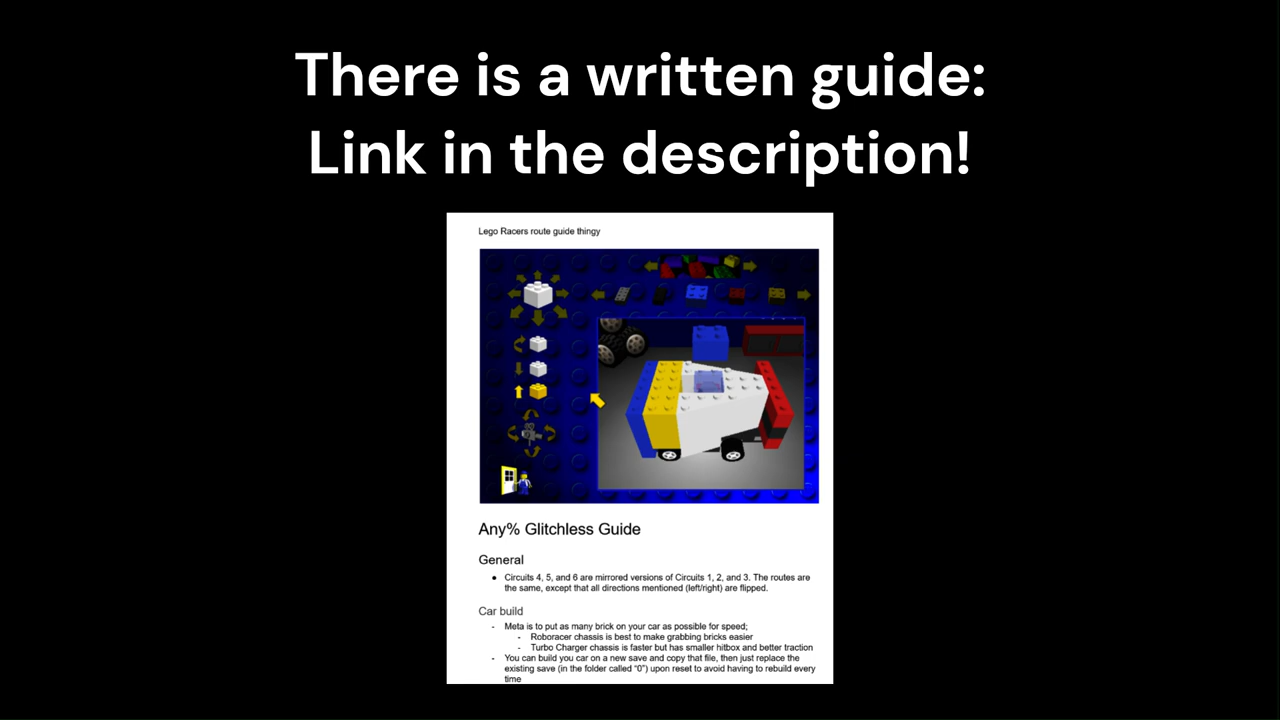 There is a written guide:
Link in the description!
Lego Racers route guide thingy
Any% Glitchless Guide
General
● Circuits 4, 5, and 6 are mirrored versions of Circuits 1, 2, and 3. The routes are
the same, except that all directions mentioned (left/right) are flipped.
Car build
- Meta is to put as many brick on your car as possible for speed;
- Roboracer chassis is best to make grabbing bricks easier
- Turbo Charger chassis is faster but has smaller hitbox and better traction
- You can build you car on a new save and copy that file, then just replace the
existing save (in the folder called “0”) upon reset to avoid having to rebuild every
time